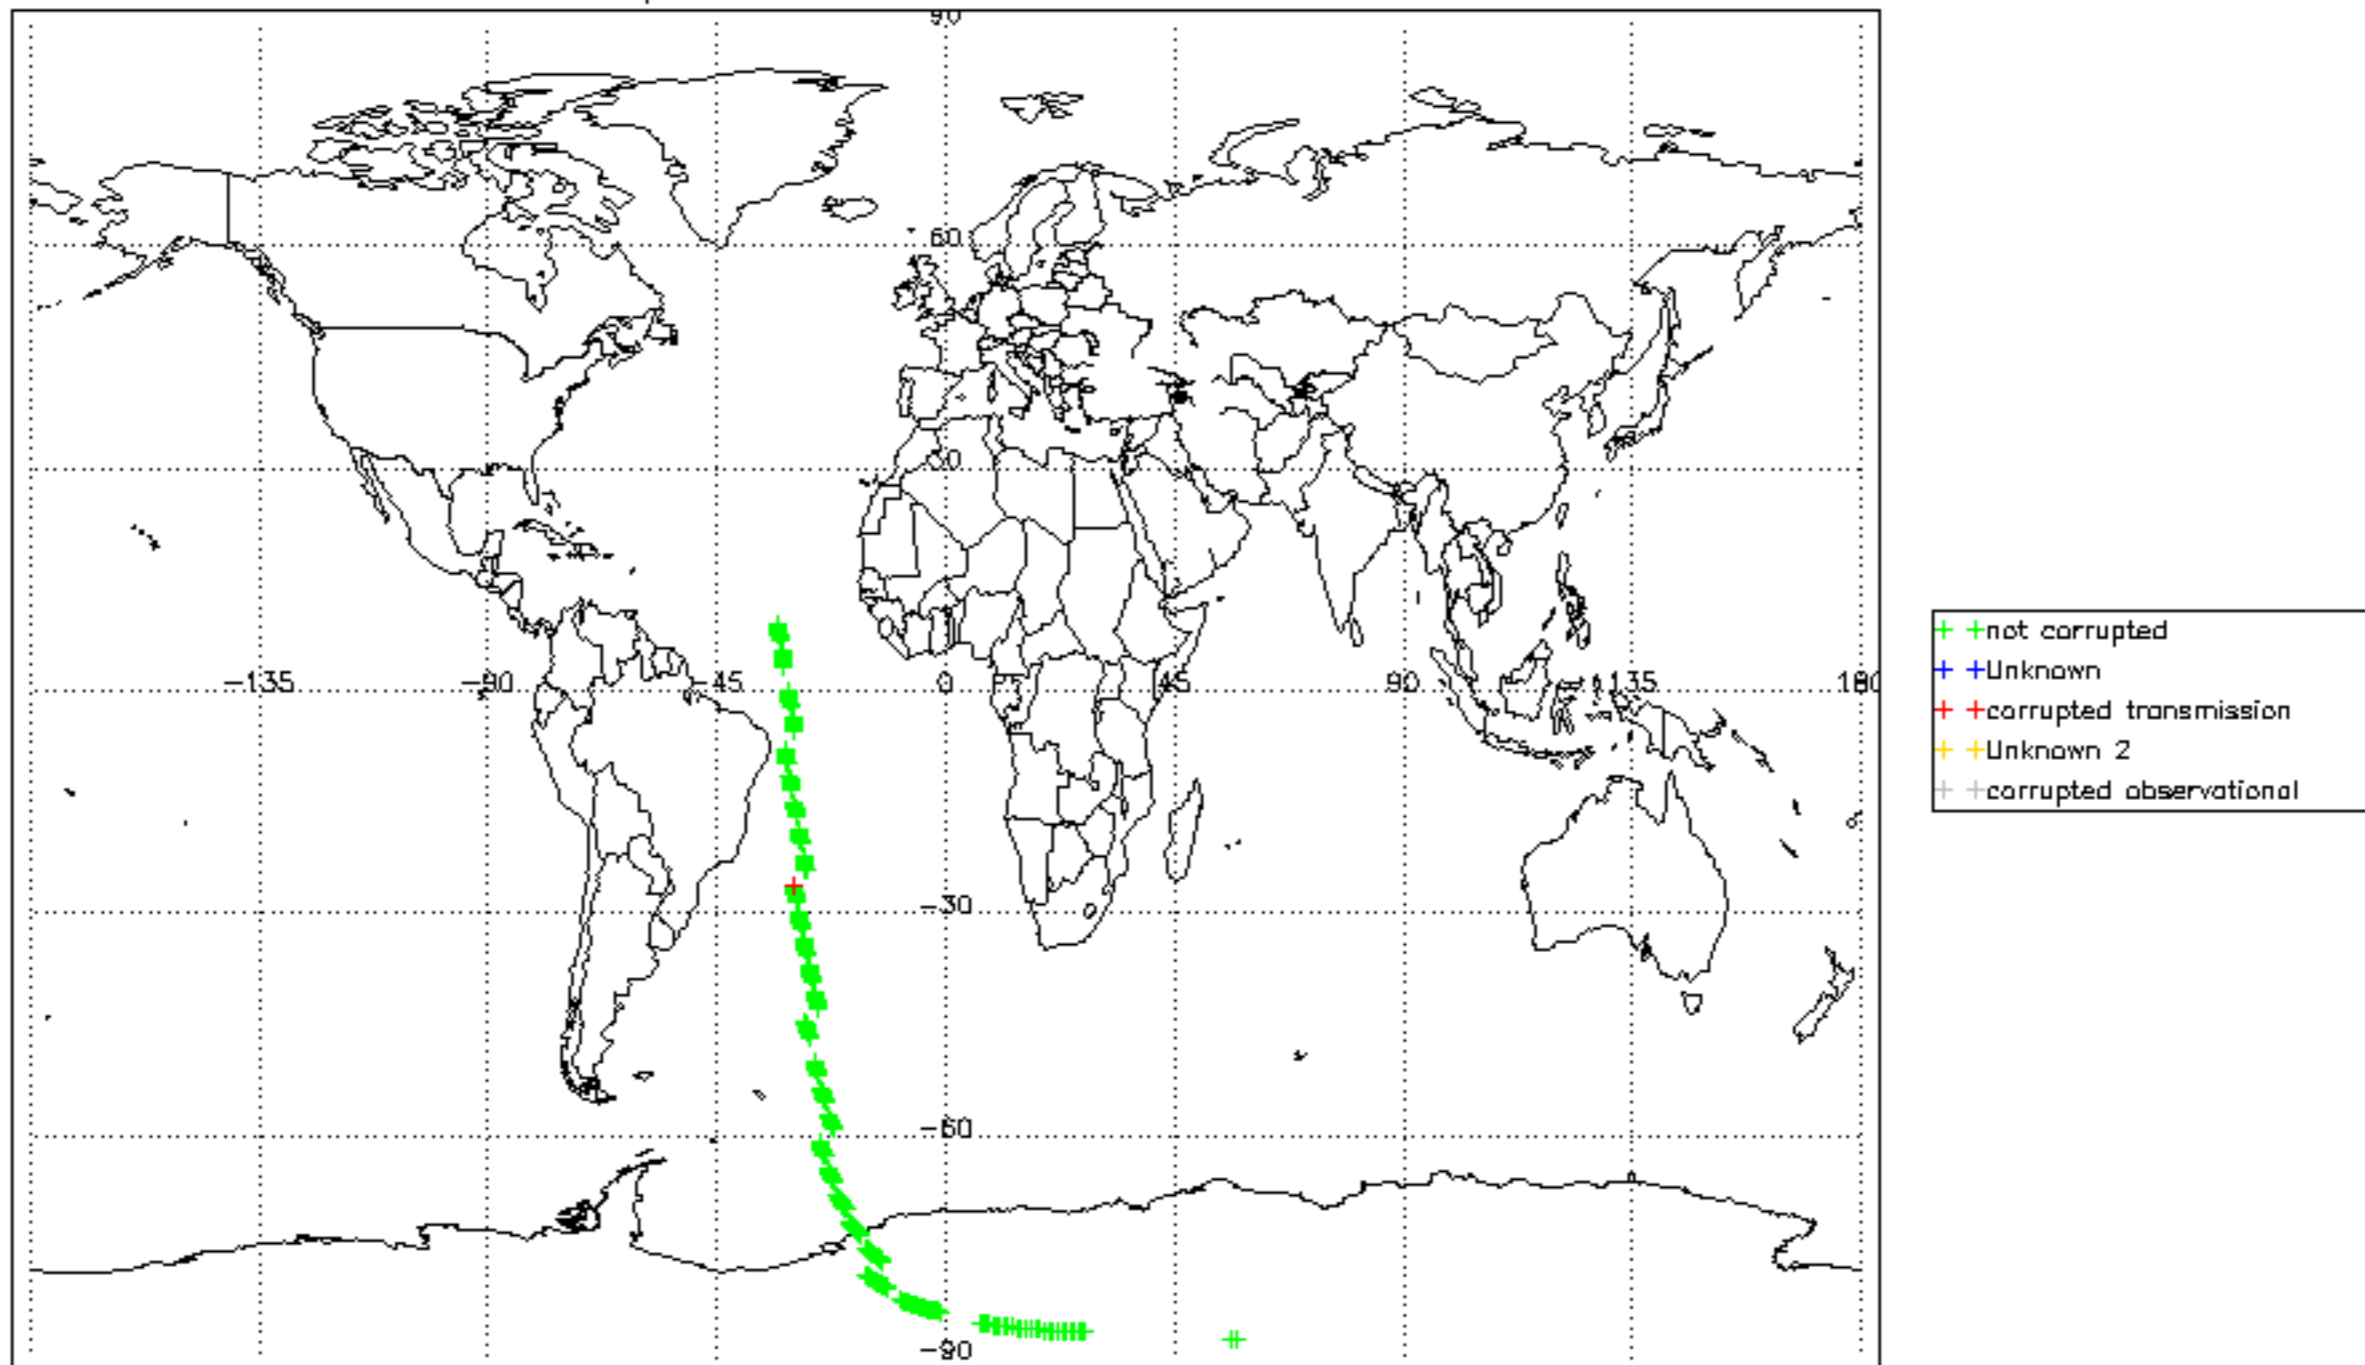 90
60
30
-135 -90 -45 0 45 90 135 180
-30
-60
-90
not corrupted
Unknown
corrupted transmission
Unknown 2
corrupted observational